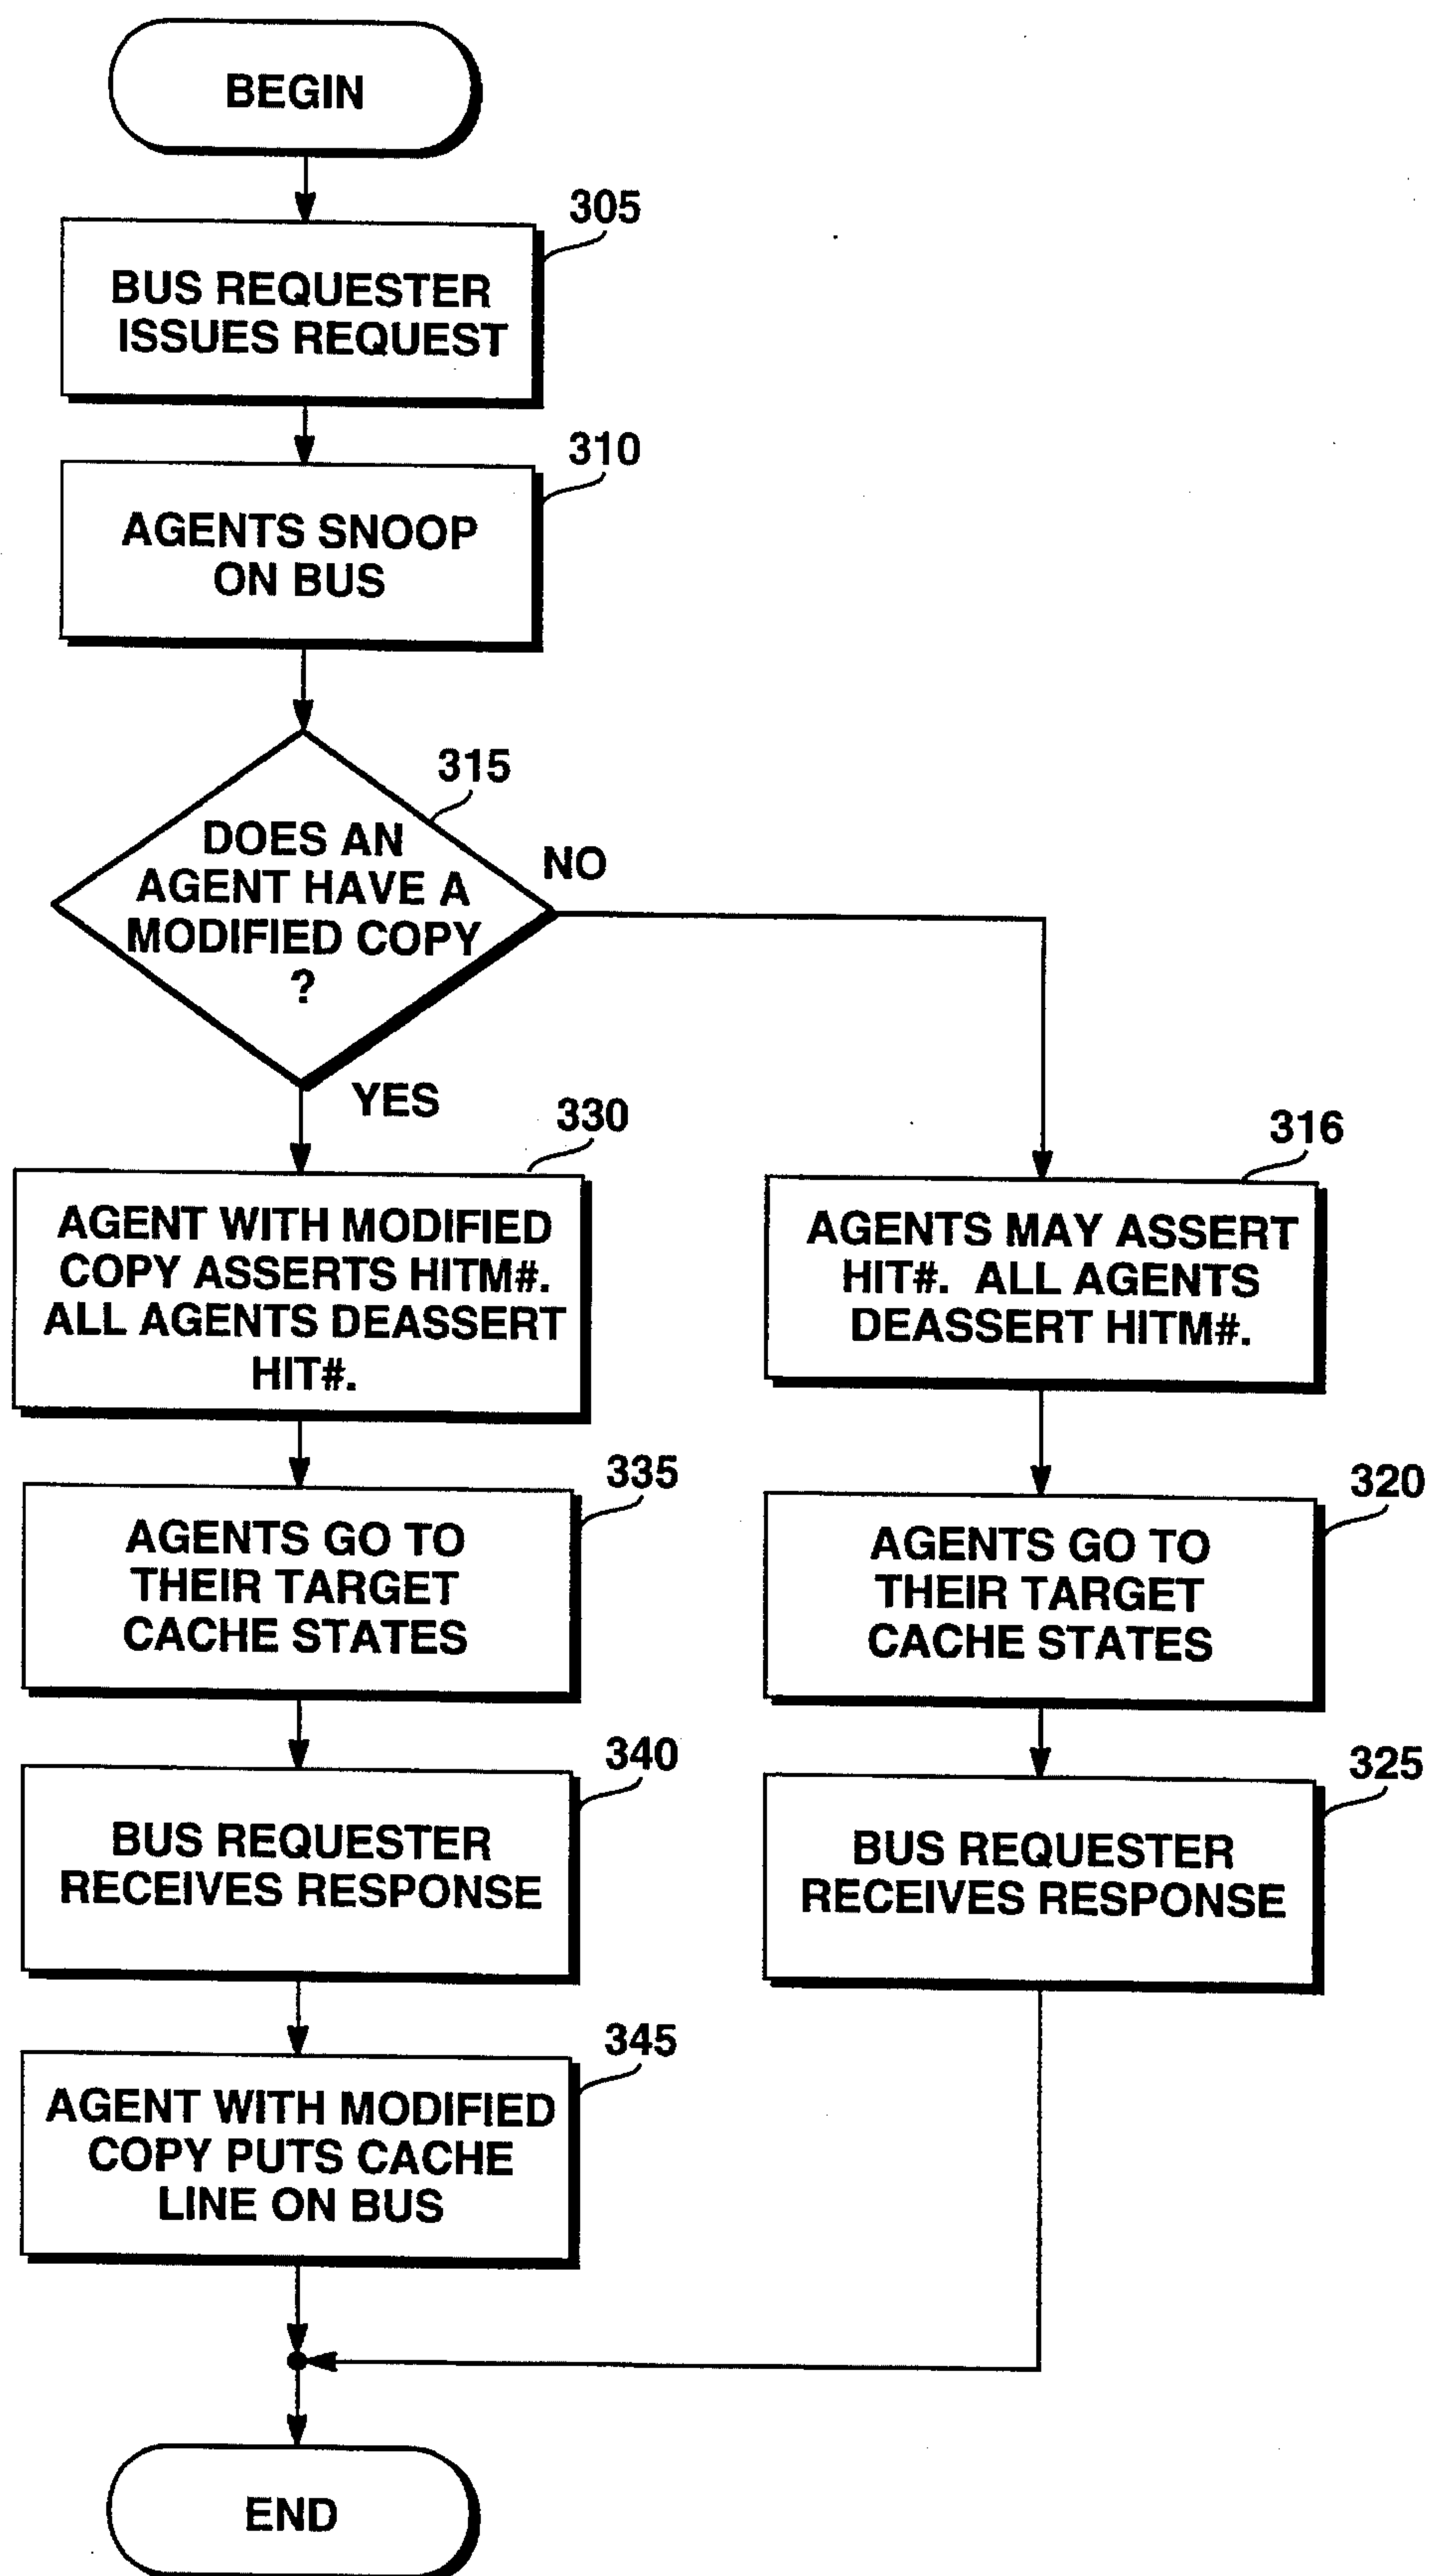 BEGIN
305
BUS REQUESTER
ISSUES REQUEST
310
AGENTS SNOOP
ON BUS
315
DOES AN
AGENT HAVE A
MODIFIED COPY
?
NO
YES
330
AGENT WITH MODIFIED
COPY ASSERTS HITM#.
ALL AGENTS DEASSERT
HIT#.
316
AGENTS MAY ASSERT
HIT#. ALL AGENTS
DEASSERT HITM#.
335
AGENTS GO TO
THEIR TARGET
CACHE STATES
320
AGENTS GO TO
THEIR TARGET
CACHE STATES
340
BUS REQUESTER
RECEIVES RESPONSE
325
BUS REQUESTER
RECEIVES RESPONSE
345
AGENT WITH MODIFIED
COPY PUTS CACHE
LINE ON BUS
END